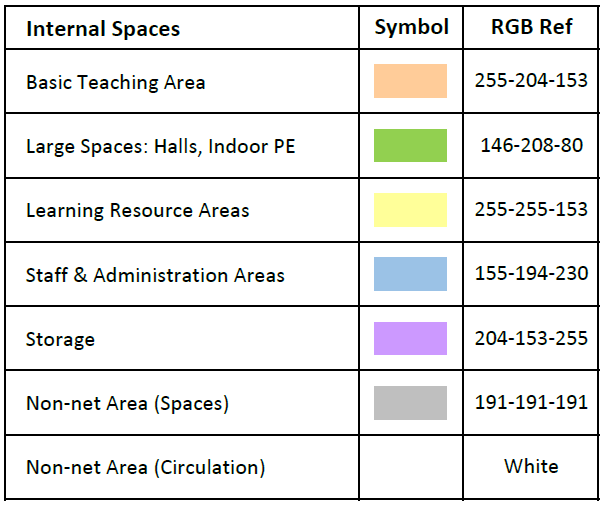 Internal Spaces Symbol RGB Ref
Basic Teaching Area 255-204-153
Large Spaces: Halls, Indoor PE 146-208-80
Learning Resource Areas 255-255-153
Staff & Administration Areas 155-194-230
Storage 204-153-255
Non-net Area (Spaces) 191-191-191
Non-net Area (Circulation) White